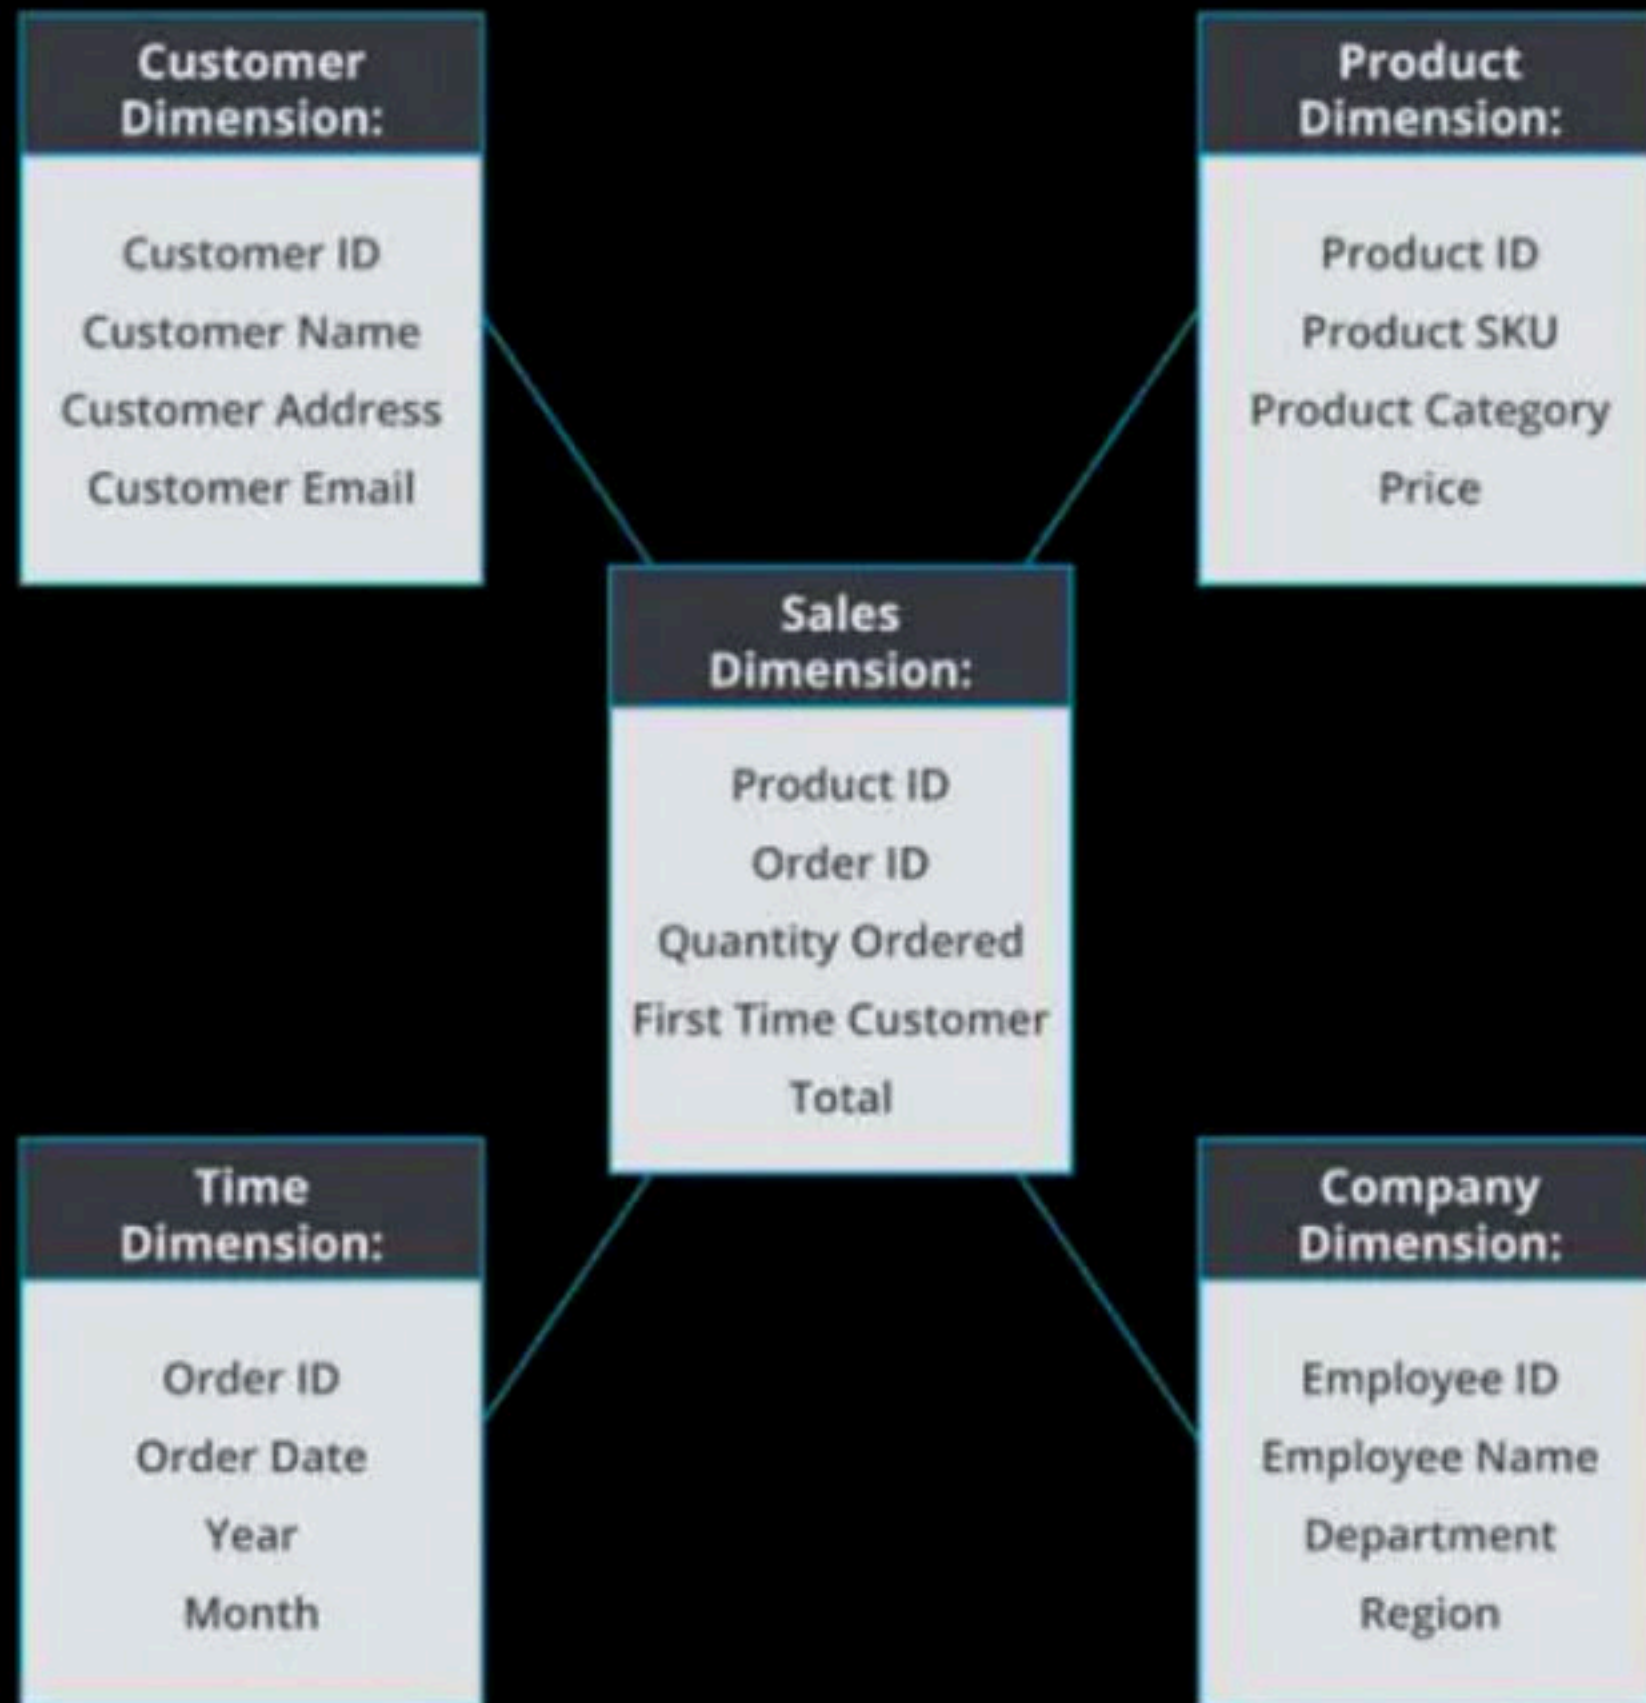 Customer
Dimension:
Customer ID
Customer Name
Customer Address
Customer Email
Product
Dimension:
Product ID
Product SKU
Product Category
Price
Sales
Dimension:
Product ID
Order ID
Quantity Ordered
First Time Customer
Total
Time
Dimension:
Order ID
Order Date
Year
Month
Company
Dimension:
Employee ID
Employee Name
Department
Region